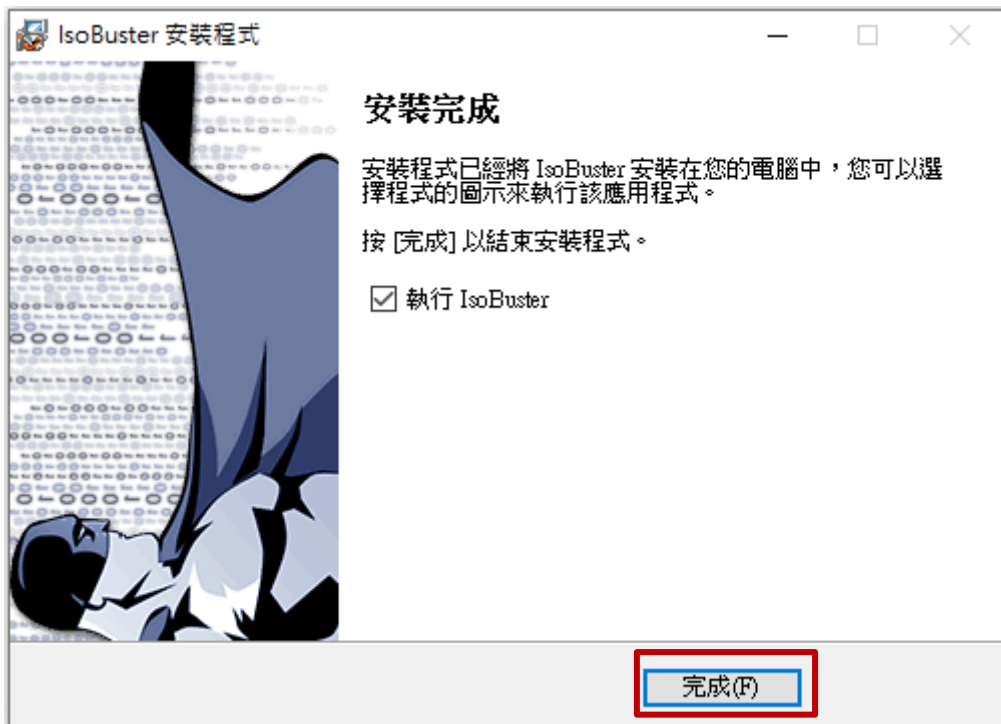 IsoBuster 安裝程式
安裝完成
安裝程式已經將 IsoBuster 安裝在您的電腦中，您可以選
擇程式的圖示來執行該應用程式。
按 [完成] 以結束安裝程式。
執行 IsoBuster
完成(F)